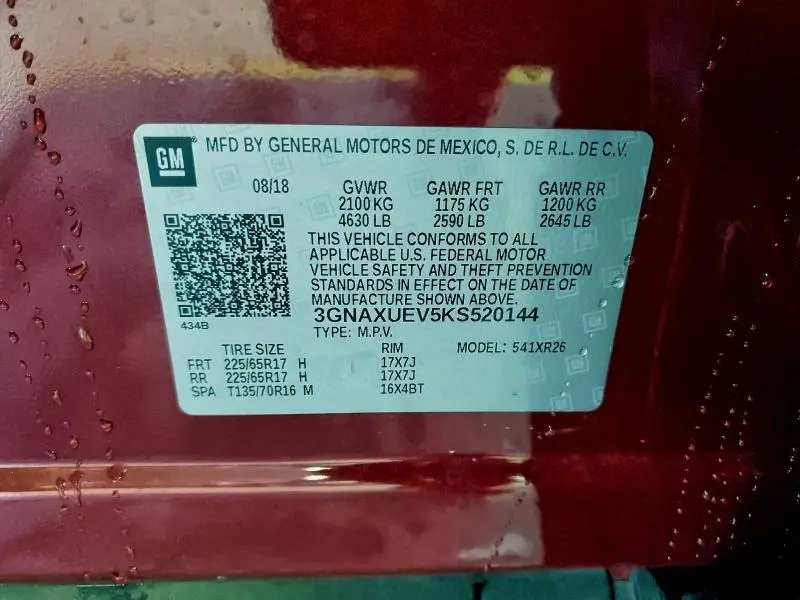 GM MFD BY GENERAL MOTORS DE MEXICO, S. DE R.L. DE C.V.
08/18 GVWR GAWR FRT GAWR RR
2100 KG 1175 KG 1200 KG
4630 LB 2590 LB 2645 LB
THIS VEHICLE CONFORMS TO ALL
APPLICABLE U.S. FEDERAL MOTOR
VEHICLE SAFETY AND THEFT PREVENTION
STANDARDS IN EFFECT ON THE DATE OF
MANUFACTURE SHOWN ABOVE.
3GNAXUEV5KS520144
434B
TYPE: M.P.V.
TIRE SIZE RIM MODEL: 541XR26
FRT 225/65R17 H 17X7J
RR 225/65R17 H 17X7J
SPA T135/70R16 M 16X4BT